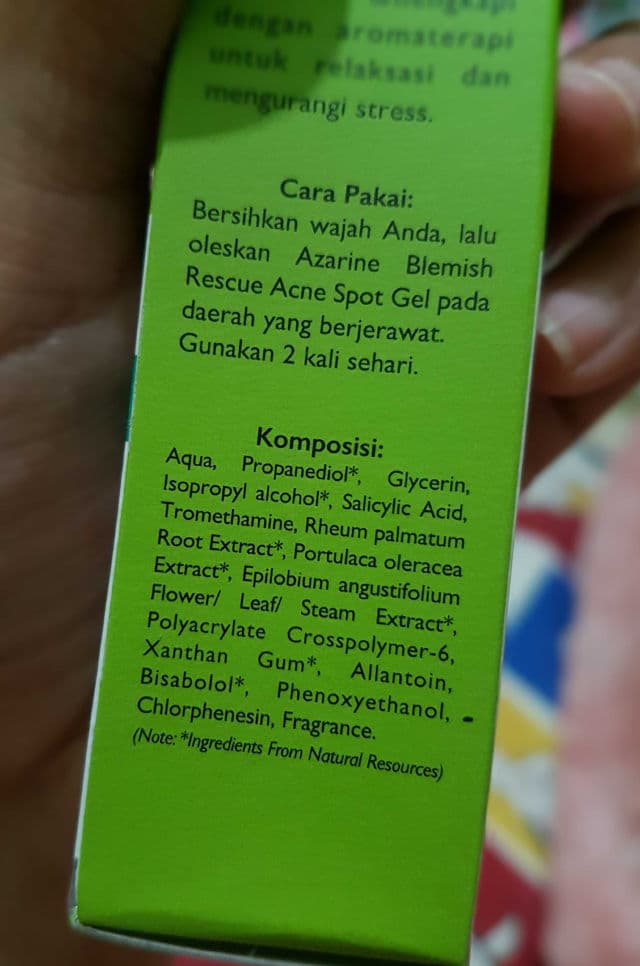 dengan aromaterapi
untuk relaksasi dan
mengurangi stress.
Cara Pakai:
Bersihkan wajah Anda, lalu
oleskan Azarine Blemish
Rescue Acne Spot Gel pada
daerah yang berjerawat.
Gunakan 2 kali sehari.
Komposisi:
Aqua, Propanediol*, Glycerin,
Isopropyl alcohol*, Salicylic Acid,
Tromethamine, Rheum palmatum
Root Extract*, Portulaca oleracea
Extract*, Epilobium angustifolium
Flower/ Leaf/ Steam Extract*,
Polyacrylate Crosspolymer-6,
Xanthan Gum*, Allantoin,
Bisabolol*, Phenoxyethanol, -
Chlorphenesin, Fragrance.
(Note: *Ingredients From Natural Resources)